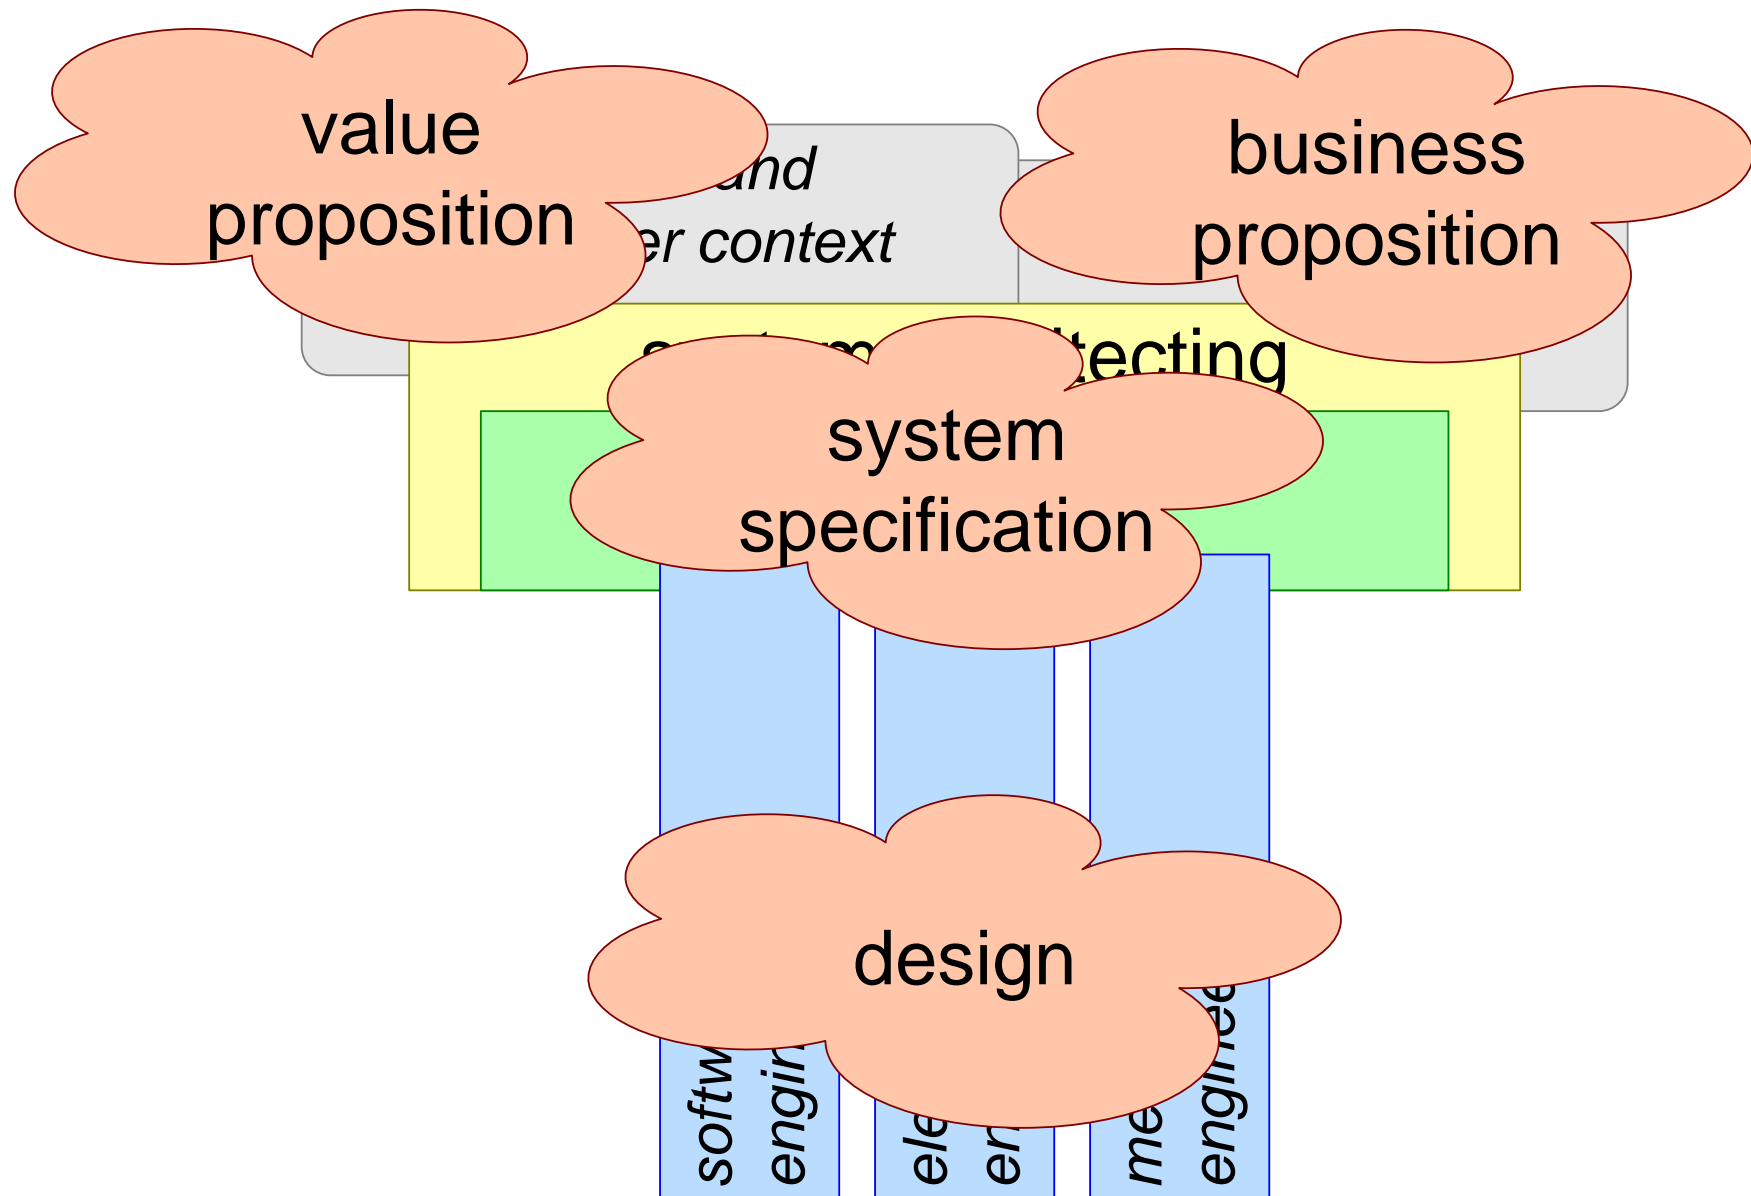 value
proposition
and
er context
business
proposition
tecting
system
specification
design
softw
engin
ele
en
me
enginee